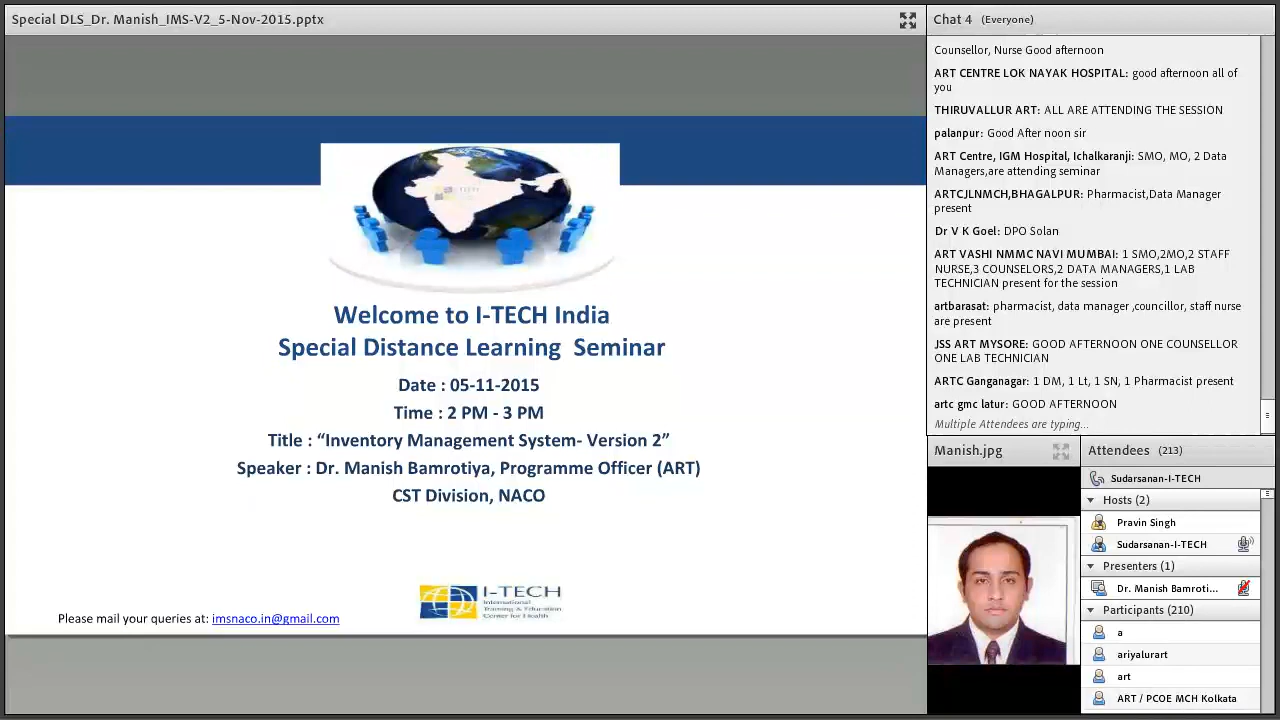 Special DLS_Dr. Manish_IMS-V2_5-Nov-2015.pptx
Welcome to I-TECH India
Special Distance Learning Seminar
Date : 05-11-2015
Time : 2 PM - 3 PM
Title : “Inventory Management System- Version 2”
Speaker : Dr. Manish Bamrotiya, Programme Officer (ART)
CST Division, NACO
I-TECH
International
Training & Education
Center for Health
Please mail your queries at: imsnaco.in@gmail.com
Chat 4 (Everyone)
Counsellor, Nurse Good afternoon
ART CENTRE LOK NAYAK HOSPITAL: good afternoon all of
you
THIRUVALLUR ART: ALL ARE ATTENDING THE SESSION
palanpur: Good After noon sir
ART Centre, IGM Hospital, Ichalkaranji: SMO, MO, 2 Data
Managers,are attending seminar
ARTCJLNMCH,BHAGALPUR: Pharmacist,Data Manager
present
Dr V K Goel: DPO Solan
ART VASHI NMMC NAVI MUMBAI: 1 SMO,2MO,2 STAFF
NURSE,3 COUNSELORS,2 DATA MANAGERS,1 LAB
TECHNICIAN present for the session
artbarasat: pharmacist, data manager ,councillor, staff nurse
are present
JSS ART MYSORE: GOOD AFTERNOON ONE COUNSELLOR
ONE LAB TECHNICIAN
ARTC Ganganagar: 1 DM, 1 Lt, 1 SN, 1 Pharmacist present
artc gmc latur: GOOD AFTERNOON
Multiple Attendees are typing...
Manish.jpg
Attendees (213)
Sudarsanan-I-TECH
Hosts (2)
Pravin Singh
Sudarsanan-I-TECH
Presenters (1)
Dr. Manish Bamroti...
Participants (210)
a
ariyalurart
art
ART / PCOE MCH Kolkata